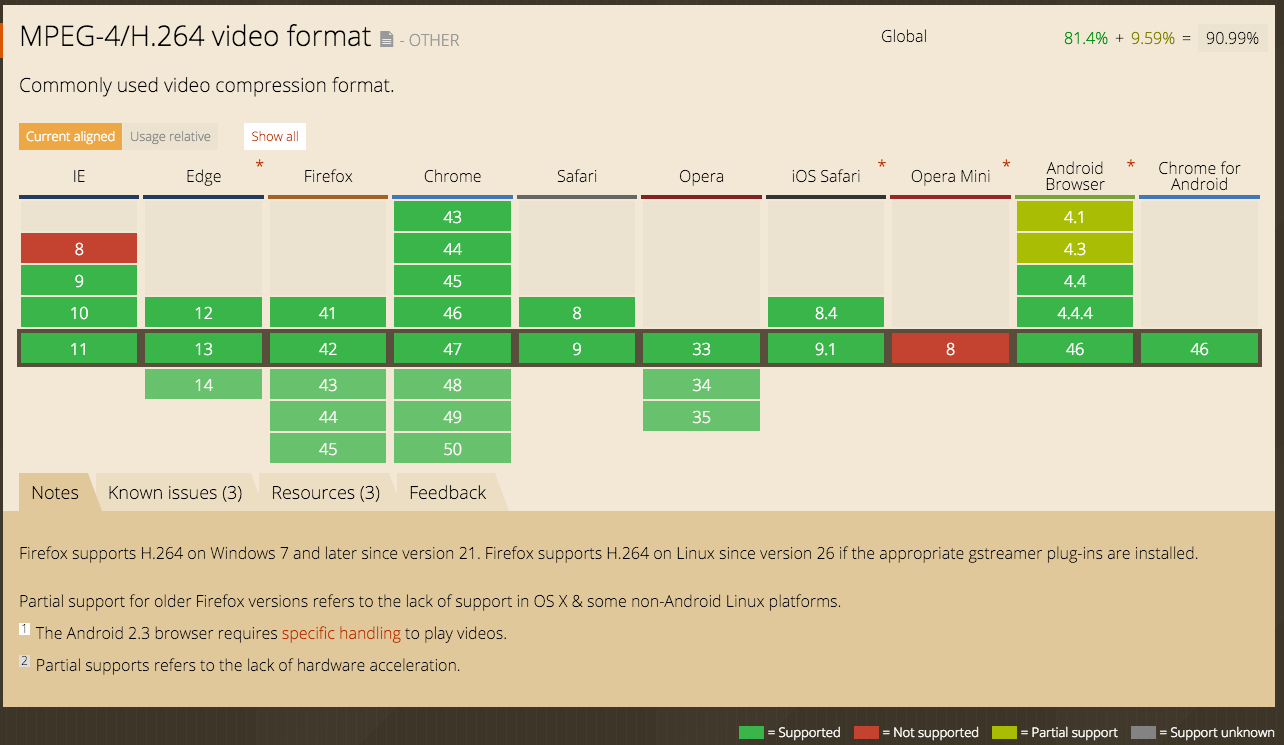 MPEG-4/H.264 video format - OTHER
Global 81.4% + 9.59% = 90.99%
Commonly used video compression format.
Current aligned Usage relative Show all
IE Edge * Firefox Chrome Safari Opera iOS Safari * Opera Mini * Android Browser * Chrome for Android
43 4.1
8 44 4.3
9 45 4.4
10 12 41 46 8 8.4 4.4.4
11 13 42 47 9 33 9.1 8 46 46
14 43 48 34
44 49 35
45 50
Notes Known issues (3) Resources (3) Feedback
Firefox supports H.264 on Windows 7 and later since version 21. Firefox supports H.264 on Linux since version 26 if the appropriate gstreamer plug-ins are installed.
Partial support for older Firefox versions refers to the lack of support in OS X & some non-Android Linux platforms.
1 The Android 2.3 browser requires specific handling to play videos.
2 Partial supports refers to the lack of hardware acceleration.
= Supported = Not supported = Partial support = Support unknown